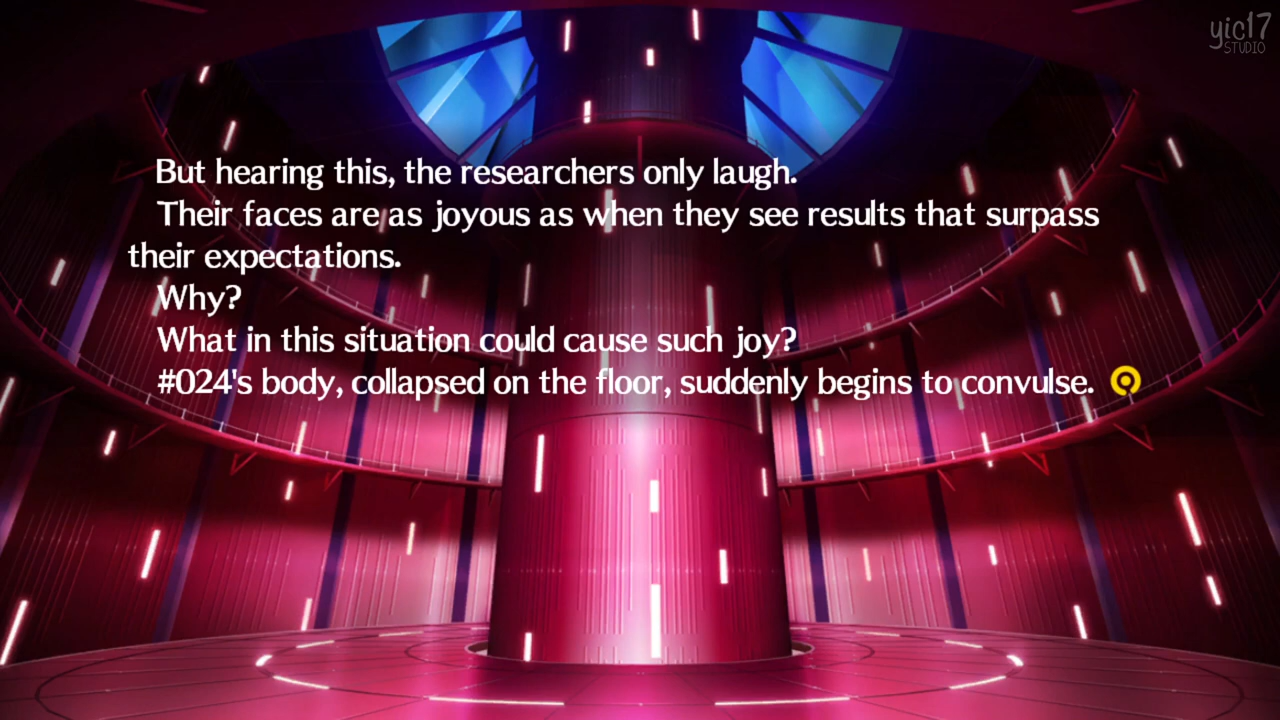 yic17
STUDIO
But hearing this, the researchers only laugh.
Their faces are as joyous as when they see results that surpass
their expectations.
Why?
What in this situation could cause such joy?
#024's body, collapsed on the floor, suddenly begins to convulse.